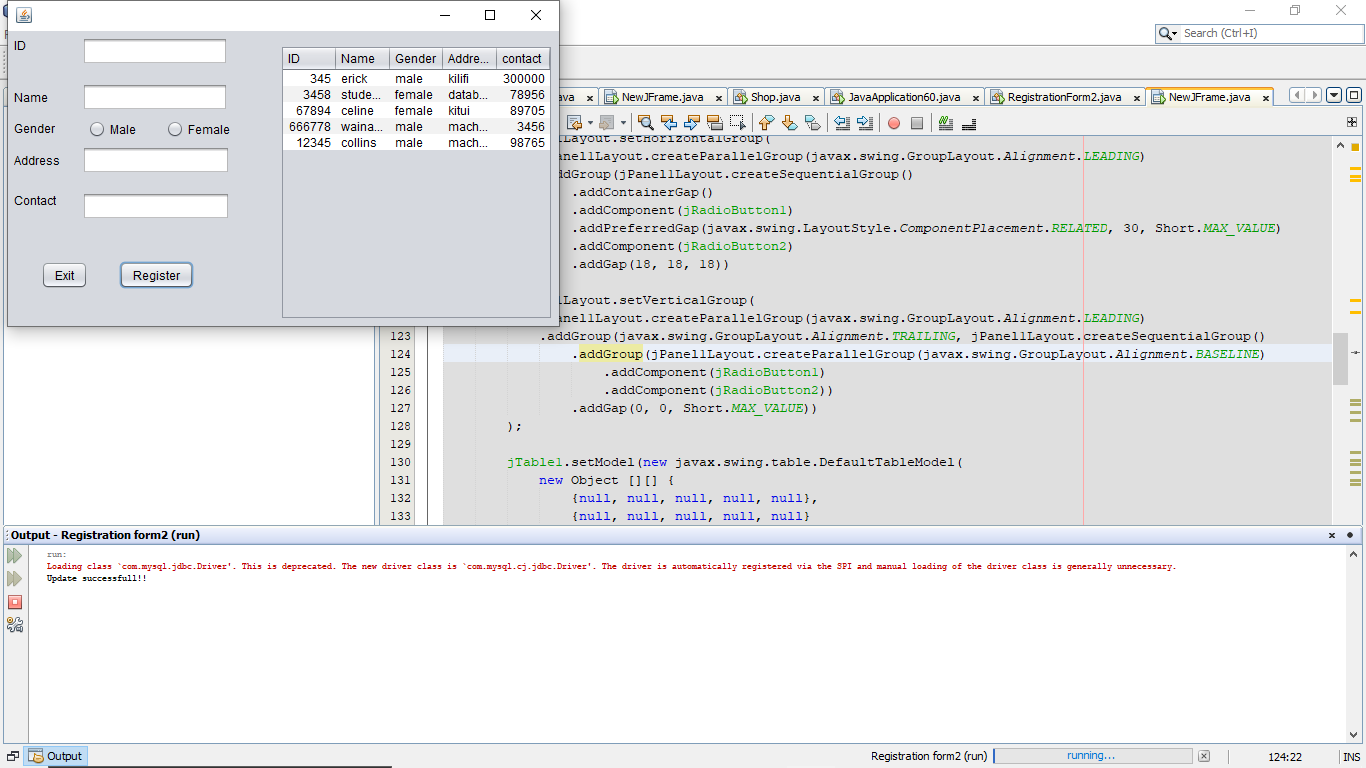 ID
Name
Gender Male Female
Address
Contact
Exit Register
ID Name Gender Addre... contact
345 erick male kilifi 300000
3458 stude... female datab... 78956
67894 celine female kitui 89705
666778 waina... male mach... 3456
12345 collins male mach... 98765
Search (Ctrl+I)
ava NewJFrame.java Shop.java JavaApplication60.java RegistrationForm2.java NewJFrame.java
lLayout.setHorizontalGroup(
anel1Layout.createParallelGroup(javax.swing.GroupLayout.Alignment.LEADING)
ddGroup(jPanel1Layout.createSequentialGroup()
.addContainerGap()
.addComponent(jRadioButton1)
.addPreferredGap(javax.swing.LayoutStyle.ComponentPlacement.RELATED, 30, Short.MAX_VALUE)
.addComponent(jRadioButton2)
.addGap(18, 18, 18))
lLayout.setVerticalGroup(
anel1Layout.createParallelGroup(javax.swing.GroupLayout.Alignment.LEADING)
123 .addGroup(javax.swing.GroupLayout.Alignment.TRAILING, jPanel1Layout.createSequentialGroup()
124 .addGroup(jPanel1Layout.createParallelGroup(javax.swing.GroupLayout.Alignment.BASELINE)
125 .addComponent(jRadioButton1)
126 .addComponent(jRadioButton2))
127 .addGap(0, 0, Short.MAX_VALUE))
128 );
129
130 jTable1.setModel(new javax.swing.table.DefaultTableModel(
131 new Object [][] {
132 {null, null, null, null, null},
133 {null, null, null, null, null}
Output - Registration form2 (run)
run:
Loading class `com.mysql.jdbc.Driver'. This is deprecated. The new driver class is `com.mysql.cj.jdbc.Driver'. The driver is automatically registered via the SPI and manual loading of the driver class is generally unnecessary.
Update successfull!!
Output Registration form2 (run) running... 124:22 INS